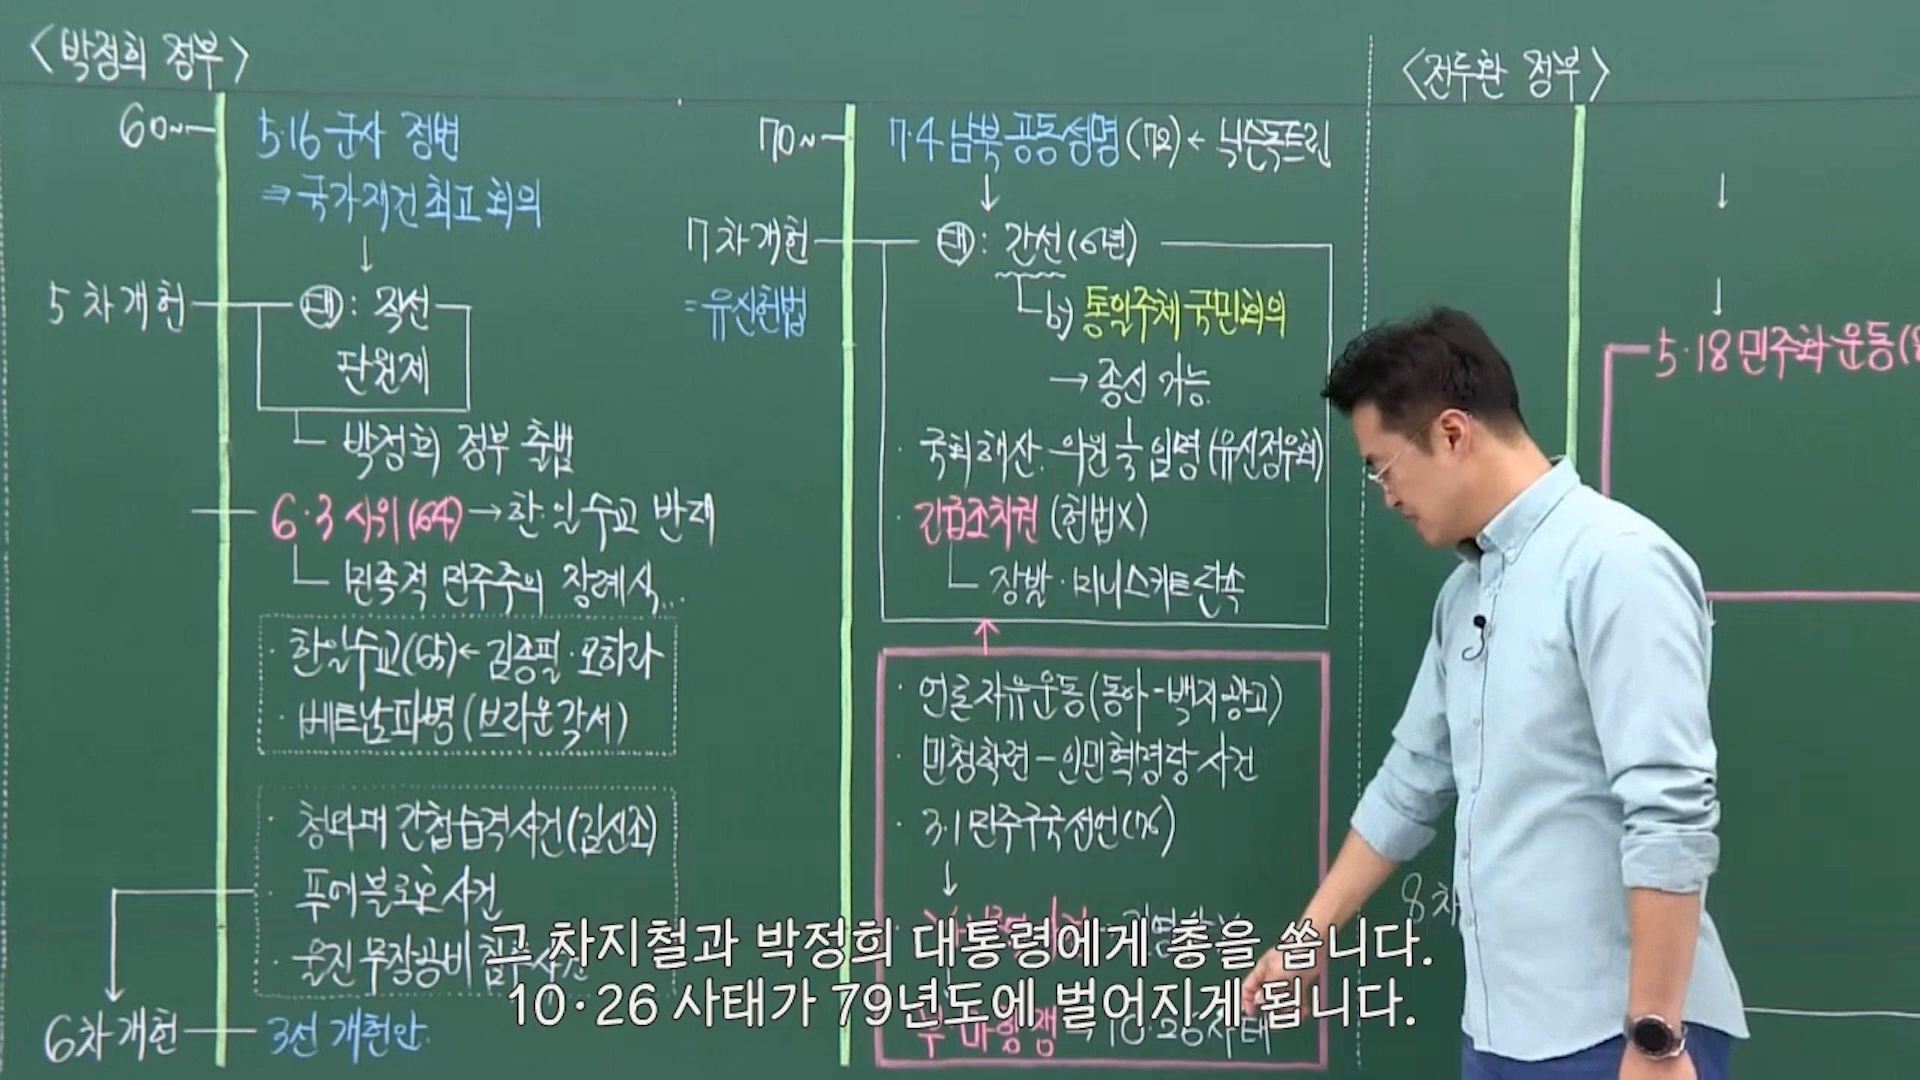 <박정희 정부>
60~
5·16 군사 정변
⇒ 국가재건최고회의
↓
5차 개헌
대 : 직선
단원제
박정희 정부 출범
6·3 시위(64) → 한·일 수교 반대
민족적 민주주의 장례식..
· 한일수교(65) ← 김종필·오히라
· 베트남파병 (브라운각서)
· 청와대 간첩습격사건(김신조)
· 푸에블로호 사건
· 울진 무장공비 침투사건
6차 개헌
3선 개헌안
70~
7·4 남북 공동성명(72) ← 닉슨독트린
↓
7차 개헌
= 유신헌법
대 : 간선(6년)
by 통일주체 국민회의
→ 종신 가능
· 국회해산·의원 1/3 임명 (유신정우회)
· 긴급조치권 (헌법X)
장발·미니스커트 단속
· 언론 자유운동(동아-백지광고)
· 민청학련-인민혁명당 사건
· 3·1 민주구국선언(76)
↓
부·마항쟁 10·26사태
<전두환 정부>
↓
↓
5·18 민주화 운동(8
8차
그 차지철과 박정희 대통령에게 총을 쏩니다.
10·26 사태가 79년도에 벌어지게 됩니다.